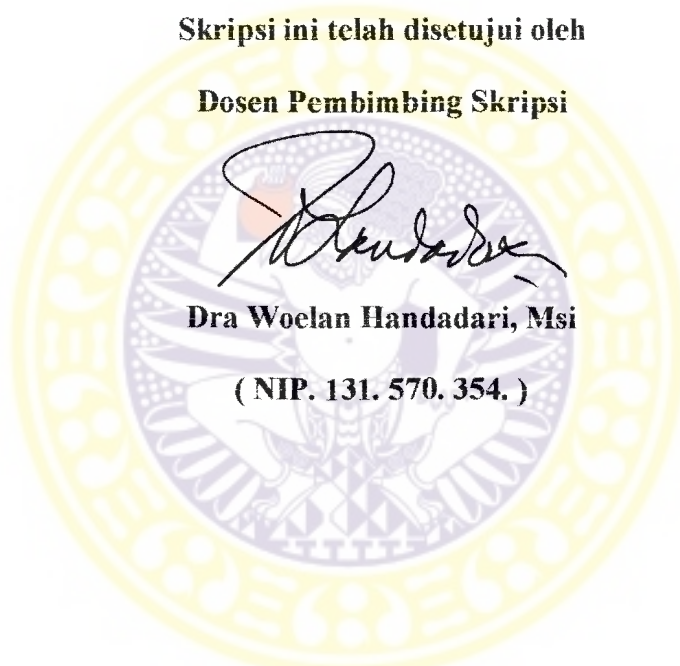 Skripsi ini telah disetujui oleh
Dosen Pembimbing Skripsi
Dra Woelan Handadari, Msi
( NIP. 131. 570. 354. )